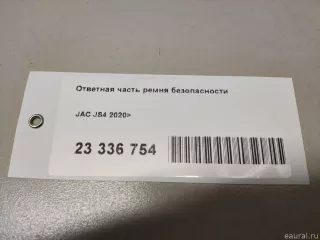 Ответная часть ремня безопасности
JAC JS4 2020>
23 336 754
eaural.ru